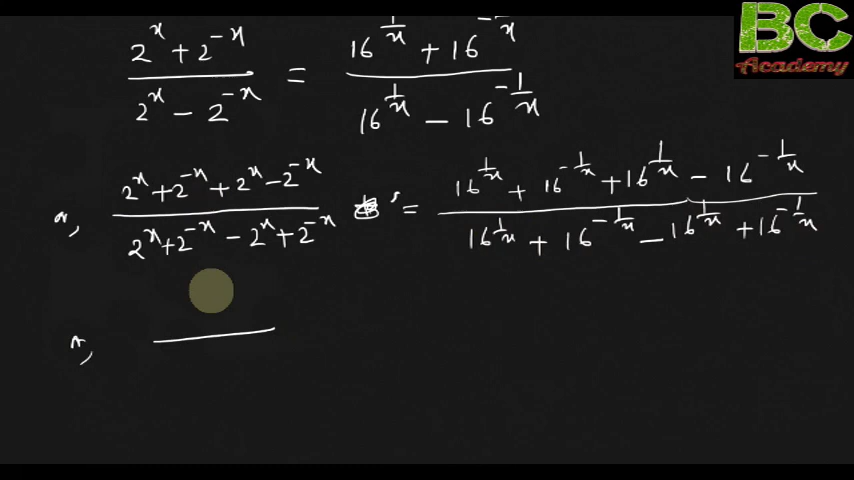 BC
Academy
(2^x + 2^-x)/(2^x - 2^-x) = (16^(1/x) + 16^(-1/x))/(16^(1/x) - 16^(-1/x))
(2^x + 2^-x + 2^x - 2^-x)/(2^x + 2^-x - 2^x + 2^-x) = (16^(1/x) + 16^(-1/x) + 16^(1/x) - 16^(-1/x))/(16^(1/x) + 16^(-1/x) - 16^(1/x) + 16^(-1/x))